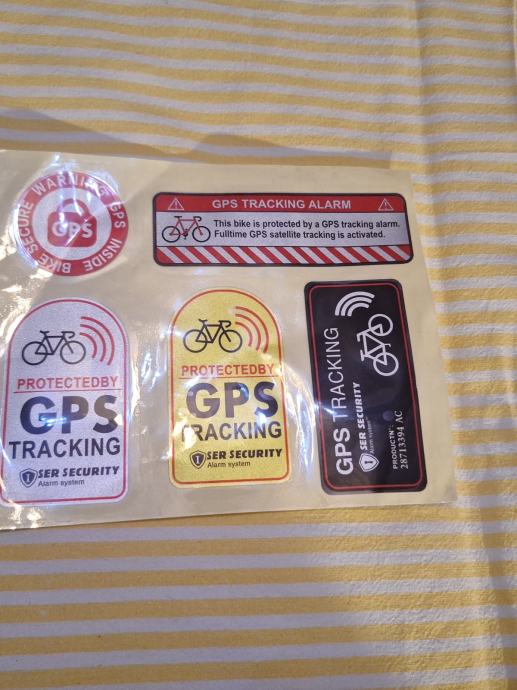 WARNING GPS INSIDE BIKE SECURE
GPS
GPS TRACKING ALARM
This bike is protected by a GPS tracking alarm.
Fulltime GPS satellite tracking is activated.
PROTECTEDBY
GPS
TRACKING
SER SECURITY
Alarm system
PROTECTEDBY
GPS
TRACKING
SER SECURITY
Alarm system
GPS TRACKING
SER SECURITY
Alarm system
PRODUCTN°:
28713394 AC